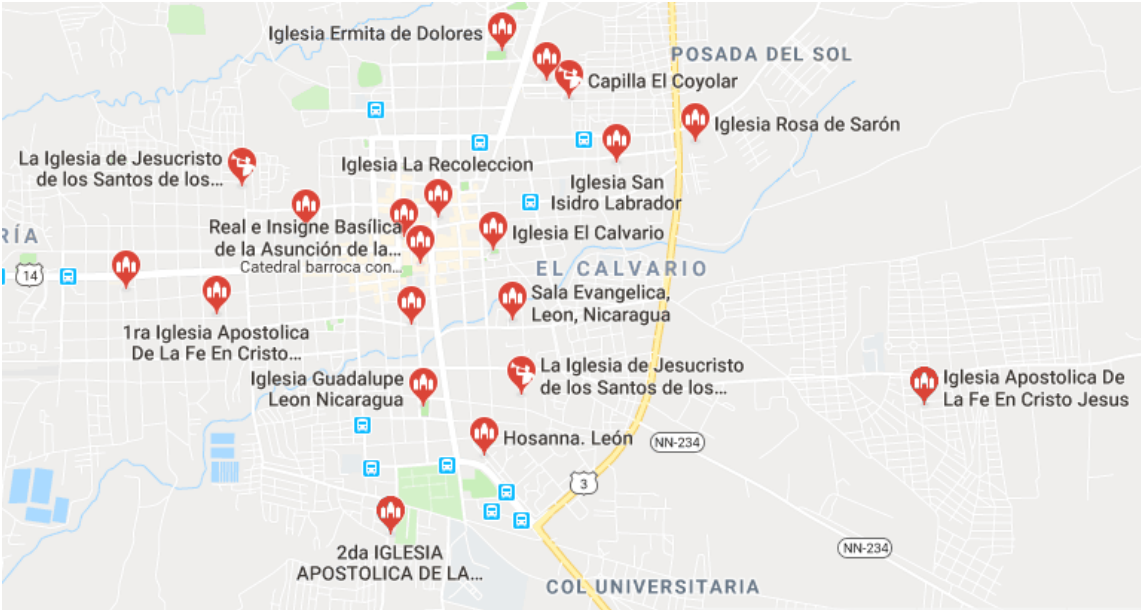 Iglesia Ermita de Dolores
POSADA DEL SOL
Capilla El Coyolar
Iglesia Rosa de Sarón
La Iglesia de Jesucristo
de los Santos de los...
Iglesia La Recoleccion
Iglesia San
Isidro Labrador
Real e Insigne Basílica
de la Asunción de la...
Catedral barroca con...
Iglesia El Calvario
RÍA
14
EL CALVARIO
Sala Evangelica,
Leon, Nicaragua
1ra Iglesia Apostolica
De La Fe En Cristo...
Iglesia Guadalupe
Leon Nicaragua
La Iglesia de Jesucristo
de los Santos de los...
Iglesia Apostolica De
La Fe En Cristo Jesus
Hosanna. León
NN-234
3
2da IGLESIA
APOSTOLICA DE LA...
NN-234
COL UNIVERSITARIA